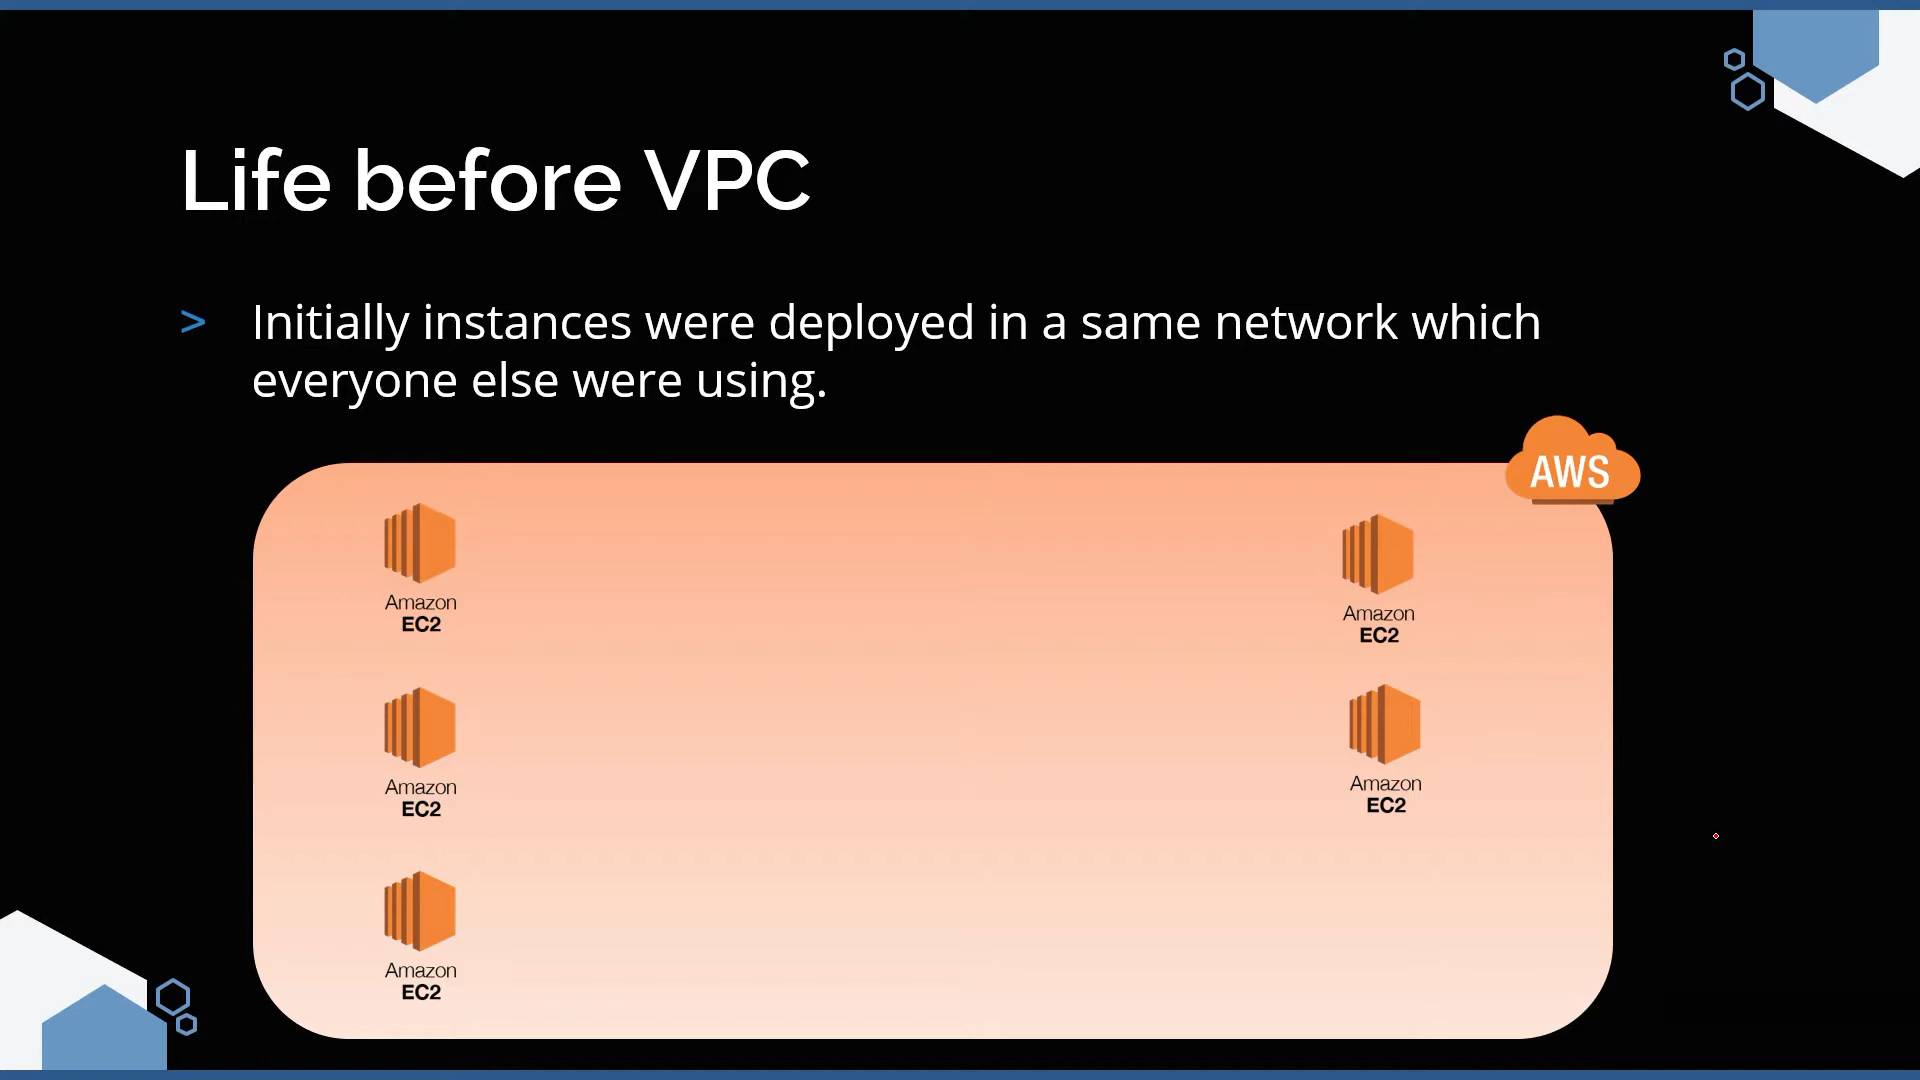 Life before VPC
> Initially instances were deployed in a same network which
everyone else were using.
AWS
Amazon
EC2
Amazon
EC2
Amazon
EC2
Amazon
EC2
Amazon
EC2